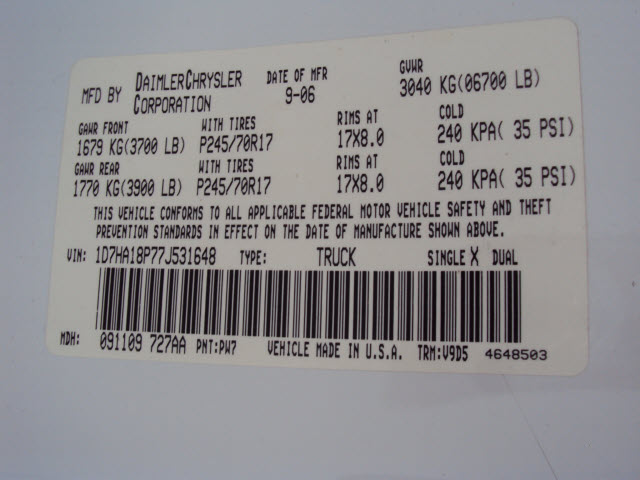 MFD BY DAIMLERCHRYSLER CORPORATION DATE OF MFR 9-06 GVWR 3040 KG(06700 LB)
GAWR FRONT WITH TIRES RIMS AT COLD
1679 KG(3700 LB) P245/70R17 17X8.0 240 KPA( 35 PSI)
GAWR REAR WITH TIRES RIMS AT COLD
1770 KG(3900 LB) P245/70R17 17X8.0 240 KPA( 35 PSI)
THIS VEHICLE CONFORMS TO ALL APPLICABLE FEDERAL MOTOR VEHICLE SAFETY AND THEFT
PREVENTION STANDARDS IN EFFECT ON THE DATE OF MANUFACTURE SHOWN ABOVE.
VIN: 1D7HA18P77J531648 TYPE: TRUCK SINGLE X DUAL
MDH: 091109 727AA PNT:PW7 VEHICLE MADE IN U.S.A. TRM:V9D5 4648503